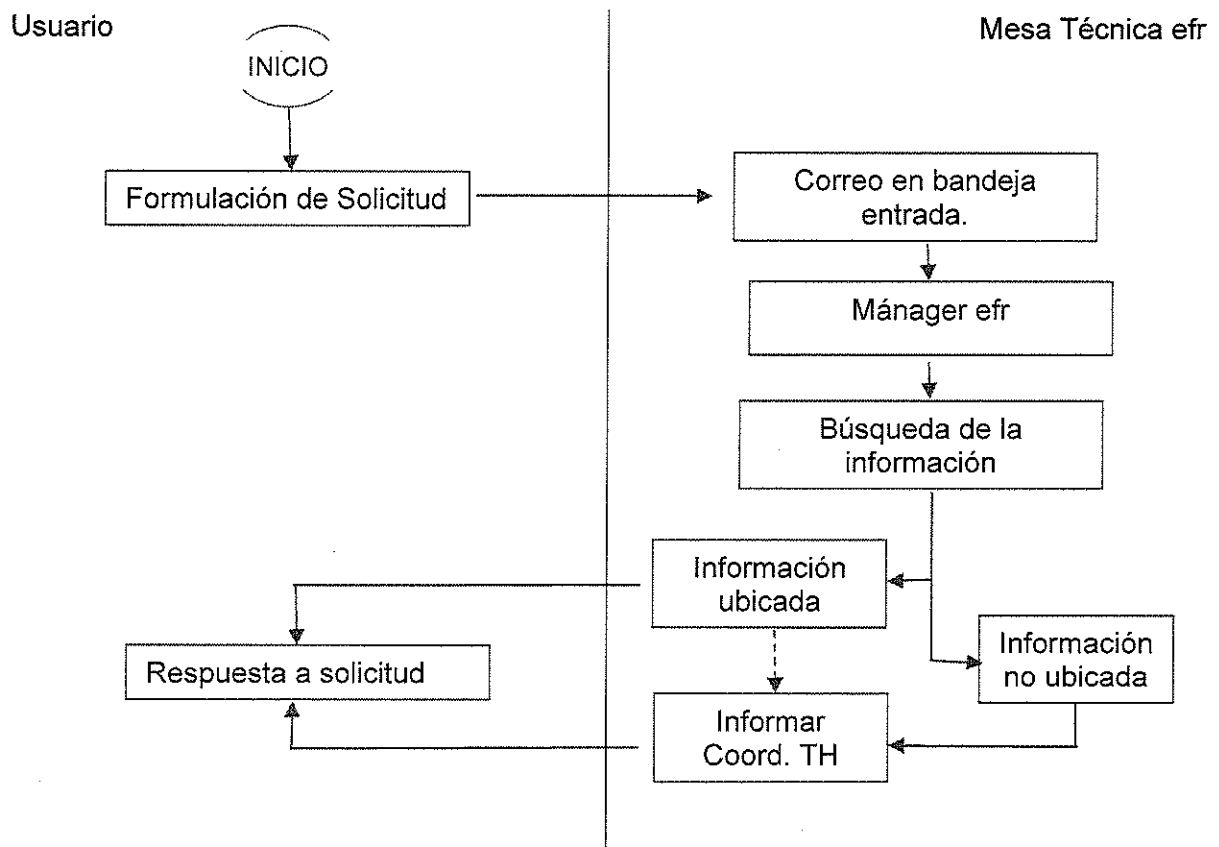 Usuario
Mesa Técnica efr
INICIO
Formulación de Solicitud
Correo en bandeja
entrada.
Mánager efr
Búsqueda de la
información
Información
ubicada
Información
no ubicada
Respuesta a solicitud
Informar
Coord. TH